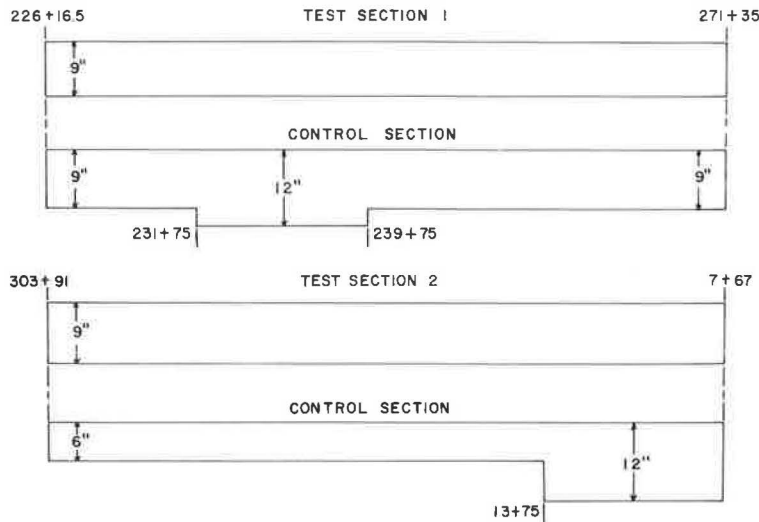 226+16.5 TEST SECTION 1 271+35
9"
CONTROL SECTION
9" 12" 9"
231+75 239+75
303+91 TEST SECTION 2 7+67
9"
CONTROL SECTION
6" 12"
13+75